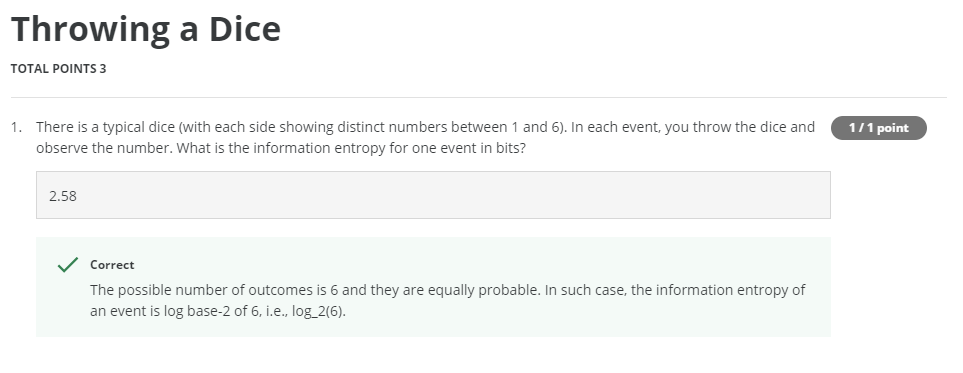 Throwing a Dice
TOTAL POINTS 3
1. There is a typical dice (with each side showing distinct numbers between 1 and 6). In each event, you throw the dice and
1 / 1 point
observe the number. What is the information entropy for one event in bits?
2.58
Correct
The possible number of outcomes is 6 and they are equally probable. In such case, the information entropy of
an event is log base-2 of 6, i.e., log_2(6).